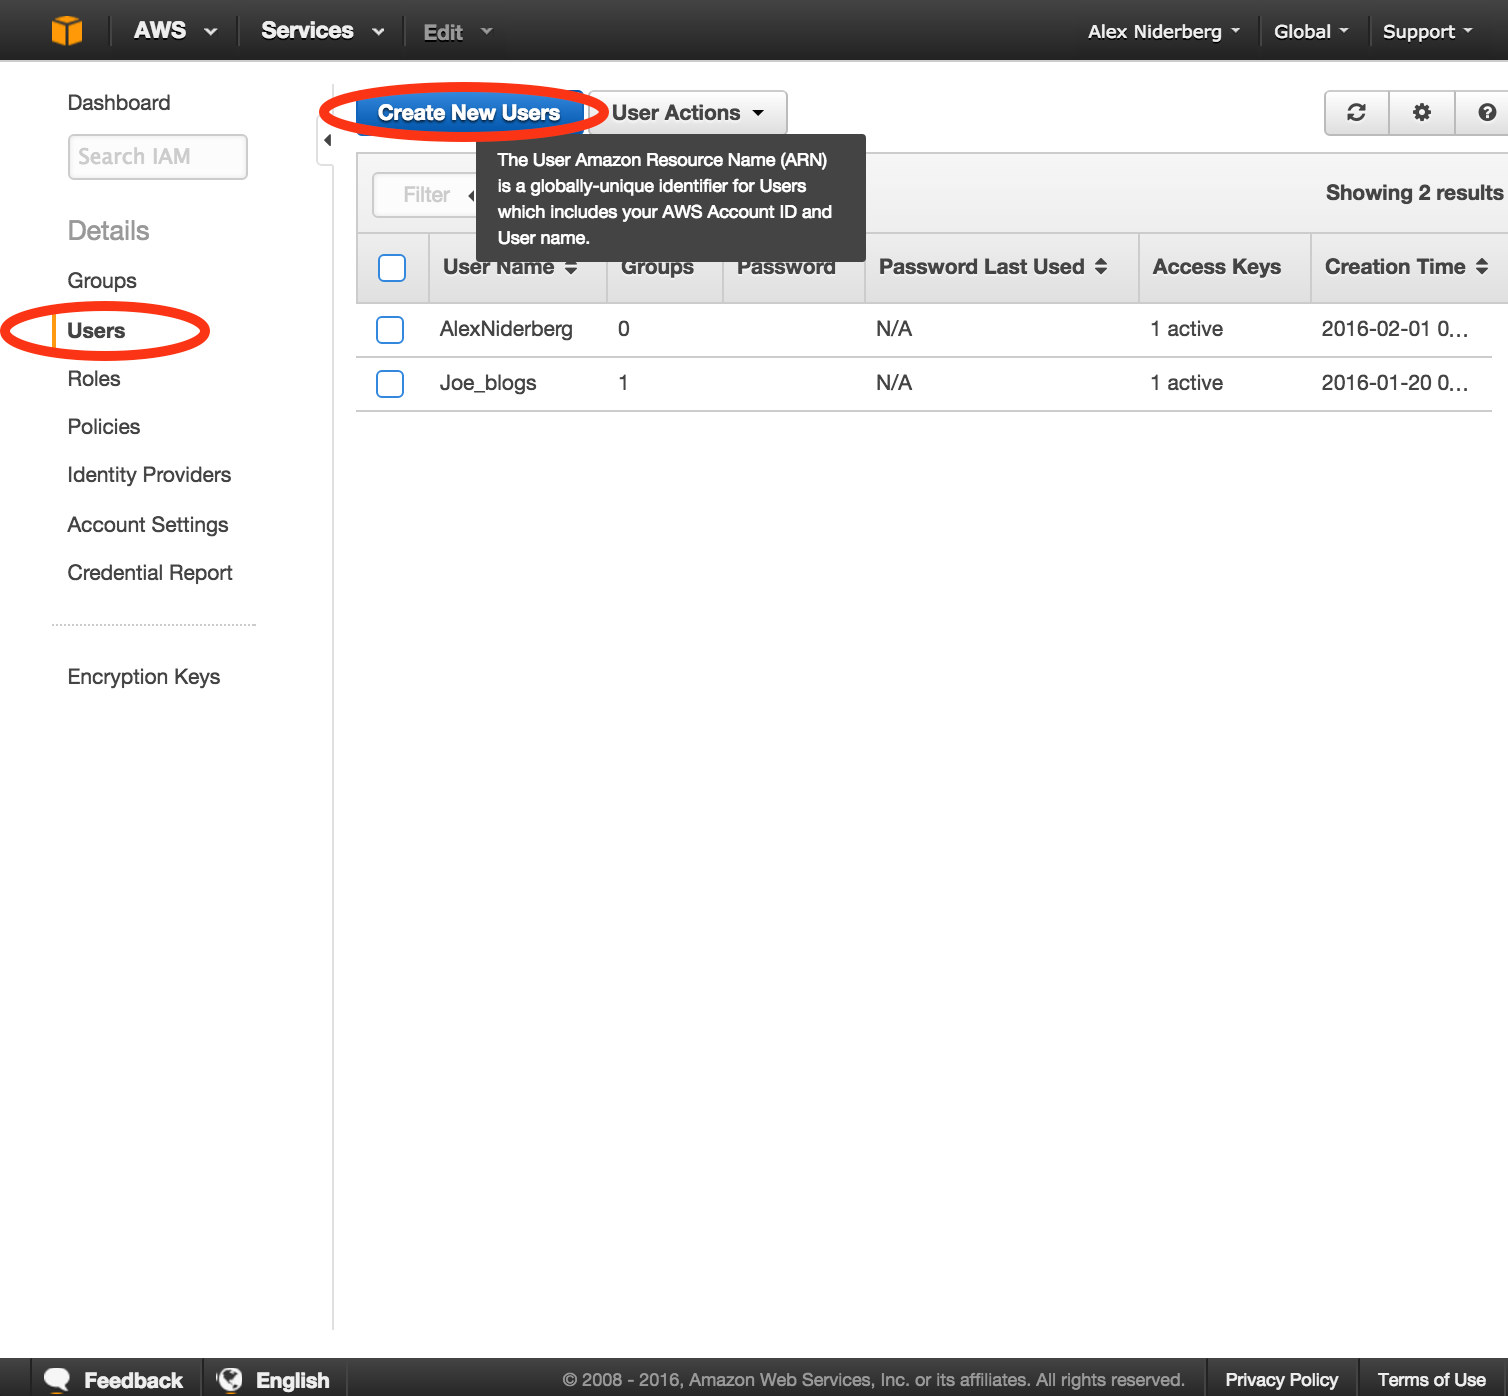 AWS
Services
Edit
Alex Niderberg
Global
Support
Dashboard
Search IAM
Details
Groups
Users
Roles
Policies
Identity Providers
Account Settings
Credential Report
Encryption Keys
Create New Users
User Actions
The User Amazon Resource Name (ARN)
is a globally-unique identifier for Users
which includes your AWS Account ID and
User name.
Filter
Showing 2 results
User Name Groups Password Password Last Used Access Keys Creation Time
AlexNiderberg 0 N/A 1 active 2016-02-01 0...
Joe_blogs 1 N/A 1 active 2016-01-20 0...
Feedback
English
© 2008 - 2016, Amazon Web Services, Inc. or its affiliates. All rights reserved.
Privacy Policy
Terms of Use